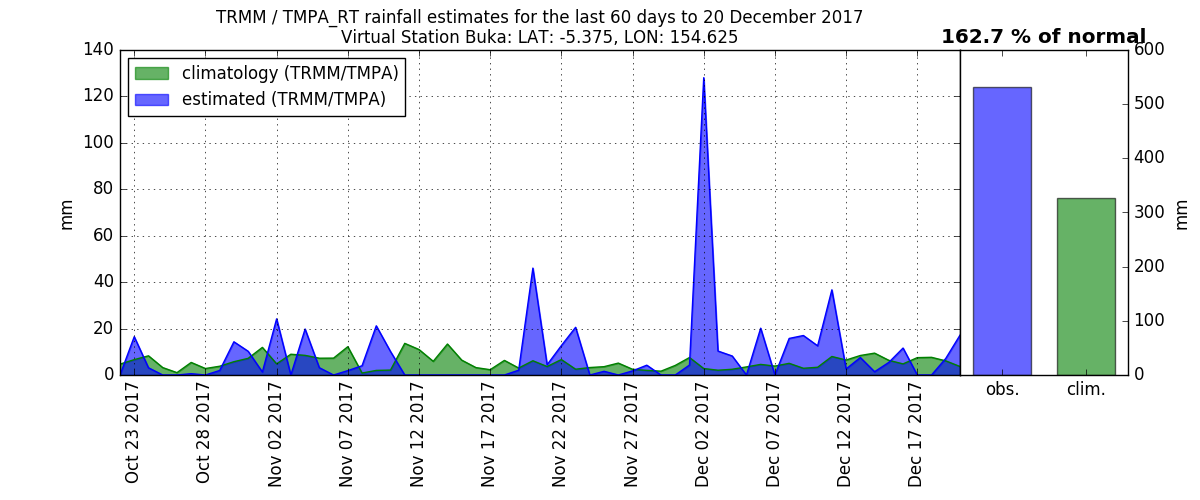 TRMM / TMPA_RT rainfall estimates for the last 60 days to 20 December 2017
Virtual Station Buka: LAT: -5.375, LON: 154.625
162.7 % of normal
climatology (TRMM/TMPA)
estimated (TRMM/TMPA)
mm
140
120
100
80
60
40
20
0
Oct 23 2017
Oct 28 2017
Nov 02 2017
Nov 07 2017
Nov 12 2017
Nov 17 2017
Nov 22 2017
Nov 27 2017
Dec 02 2017
Dec 07 2017
Dec 12 2017
Dec 17 2017
600
500
400
300
200
100
0
mm
obs.
clim.